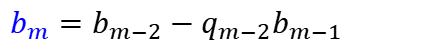 b_m = b_{m-2} − q_{m-2}b_{m-1}